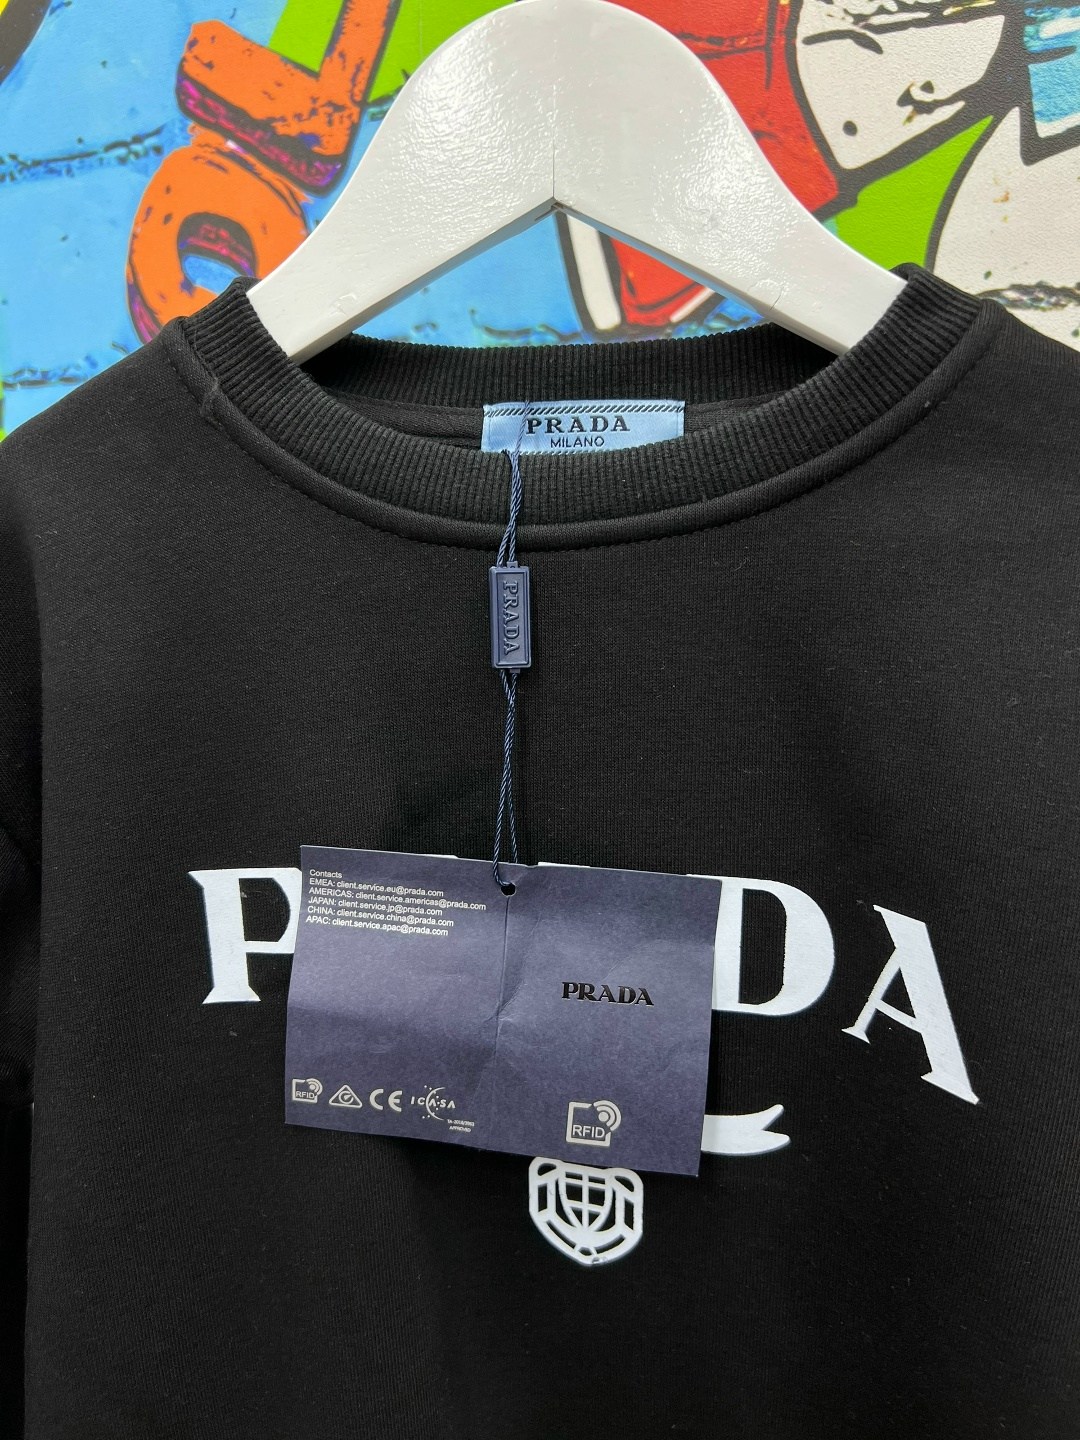 PRADA
MILANO
PRADA
Contacts
EMEA: client.service.eu@prada.com
AMERICAS: client.service.americas@prada.com
JAPAN: client.service.jp@prada.com
CHINA: client.service.china@prada.com
APAC: client.service.apac@prada.com
PRADA
P DA
RFID
CE
ICASA
APPROVED
RFID